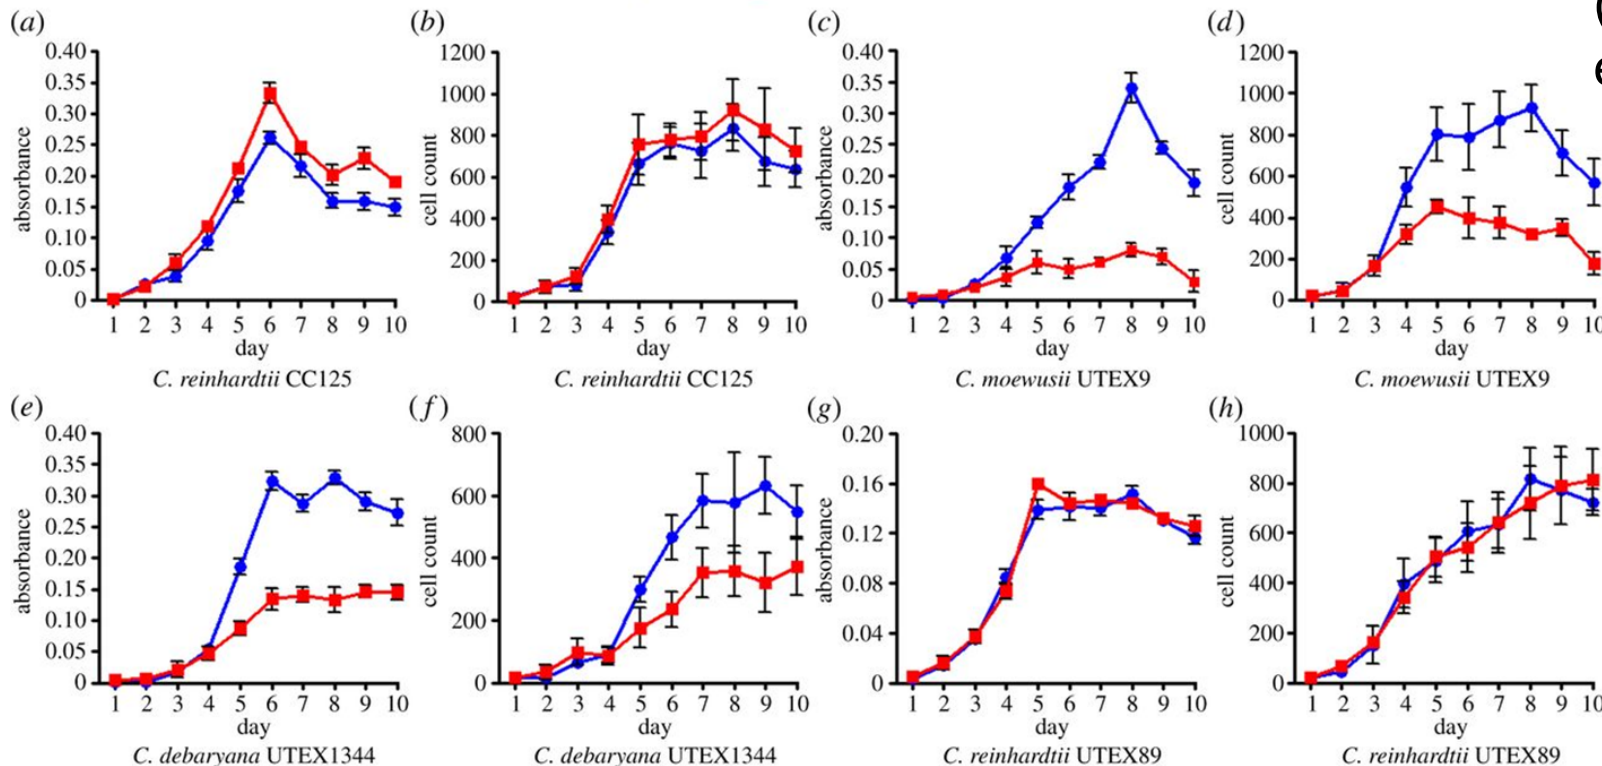 (a)
0.40
0.35
0.30
0.25
0.20
0.15
0.10
0.05
0
absorbance
1 2 3 4 5 6 7 8 9 10
day
C. reinhardtii CC125
(b)
1200
1000
800
600
400
200
0
cell count
1 2 3 4 5 6 7 8 9 10
day
C. reinhardtii CC125
(c)
0.40
0.35
0.30
0.25
0.20
0.15
0.10
0.05
0
absorbance
1 2 3 4 5 6 7 8 9 10
day
C. moewusii UTEX9
(d)
1200
1000
800
600
400
200
0
cell count
1 2 3 4 5 6 7 8 9 10
day
C. moewusii UTEX9
(e)
0.40
0.35
0.30
0.25
0.20
0.15
0.10
0.05
0
absorbance
1 2 3 4 5 6 7 8 9 10
day
C. debaryana UTEX1344
(f)
800
600
400
200
0
cell count
1 2 3 4 5 6 7 8 9 10
day
C. debaryana UTEX1344
(g)
0.20
0.16
0.12
0.08
0.04
0
absorbance
1 2 3 4 5 6 7 8 9 10
day
C. reinhardtii UTEX89
(h)
1000
800
600
400
200
0
cell count
1 2 3 4 5 6 7 8 9 10
day
C. reinhardtii UTEX89